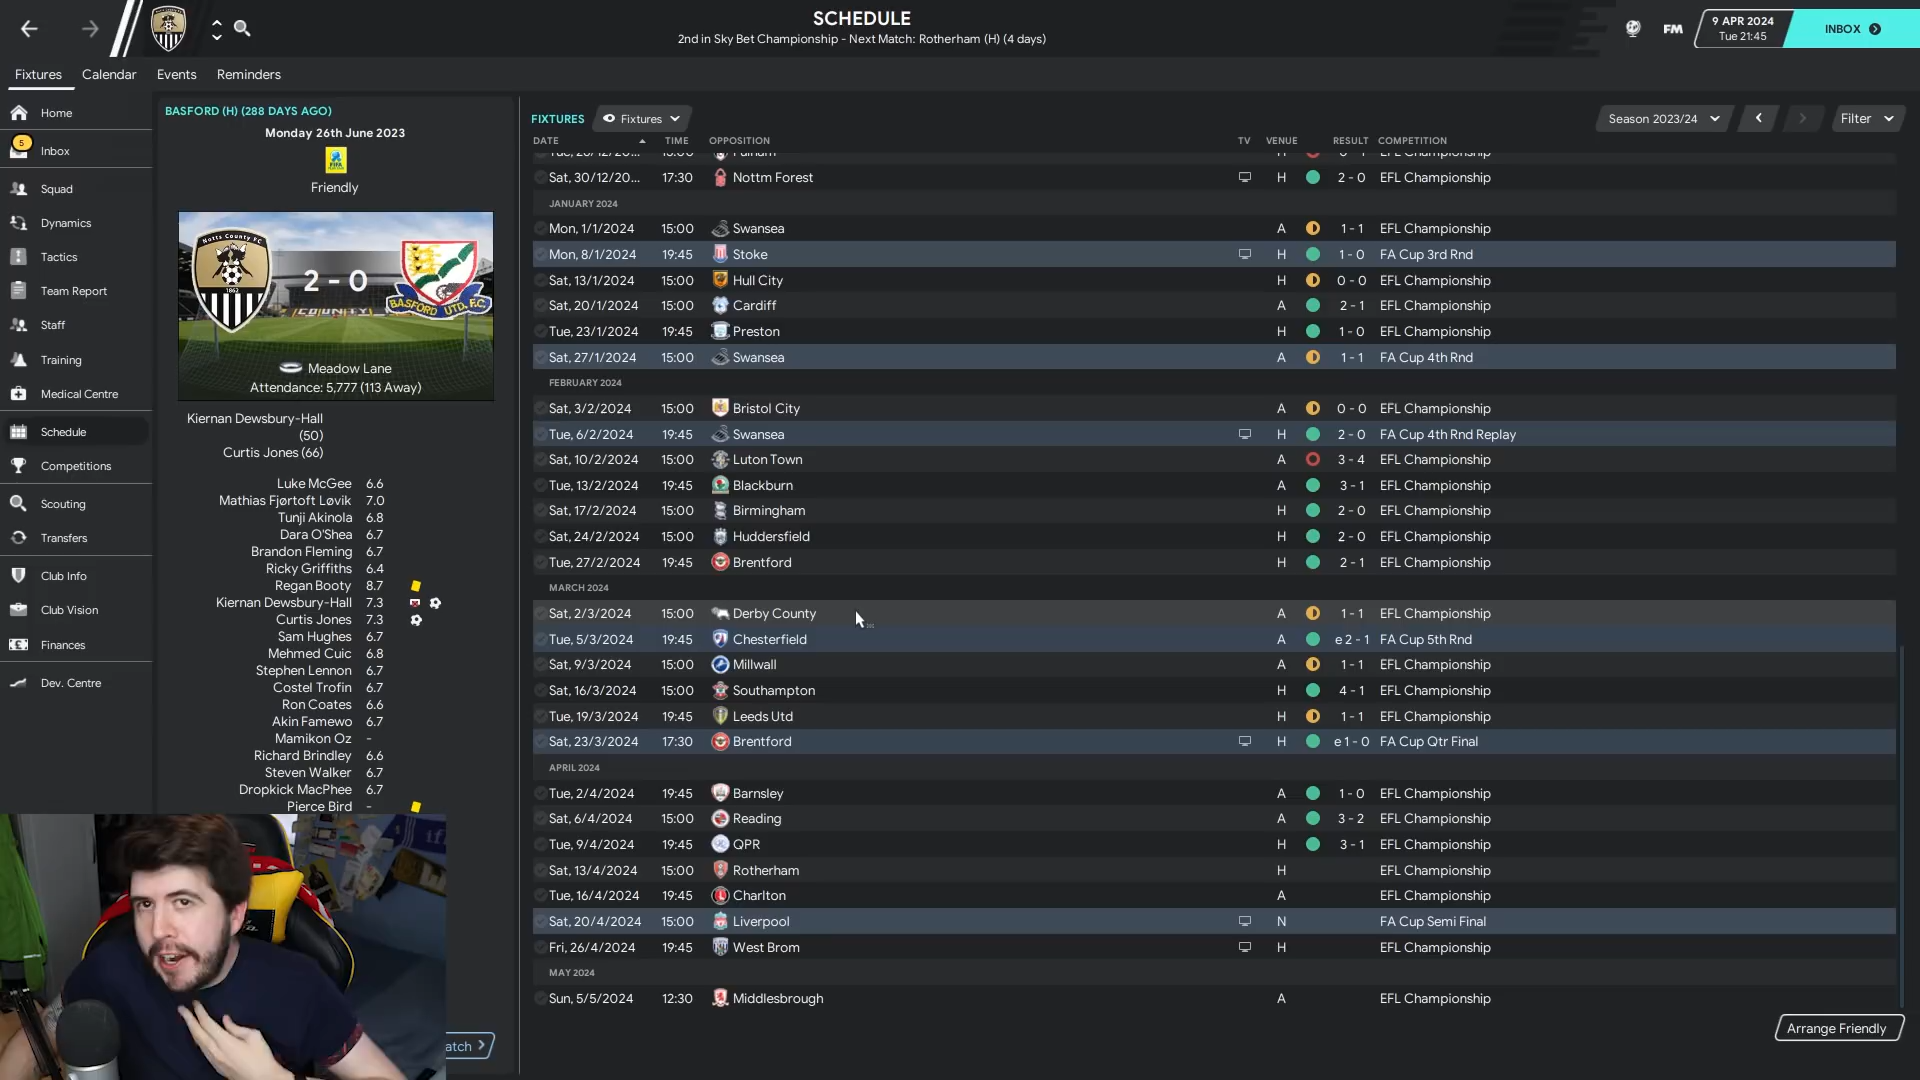 SCHEDULE
2nd in Sky Bet Championship - Next Match: Rotherham (H) (4 days)
FM
9 APR 2024
Tue 21:45
INBOX
Fixtures Calendar Events Reminders
Home
5
Inbox
Squad
Dynamics
Tactics
Team Report
Staff
Training
Medical Centre
Schedule
Competitions
Scouting
Transfers
Club Info
Club Vision
Finances
Dev. Centre
BASFORD (H) (288 DAYS AGO)
Monday 26th June 2023
Friendly
Notts County FC
1862
2 - 0
BASFORD UTD. F.C.
Meadow Lane
Attendance: 5,777 (113 Away)
Kiernan Dewsbury-Hall
(50)
Curtis Jones (66)
Luke McGee 6.6
Mathias Fjørtoft Løvik 7.0
Tunji Akinola 6.8
Dara O'Shea 6.7
Brandon Fleming 6.7
Ricky Griffiths 6.4
Regan Booty 8.7
Kiernan Dewsbury-Hall 7.3
Curtis Jones 7.3
Sam Hughes 6.7
Mehmed Cuic 6.8
Stephen Lennon 6.7
Costel Trofin 6.7
Ron Coates 6.6
Akin Famewo 6.7
Mamikon Oz -
Richard Brindley 6.6
Steven Walker 6.7
Dropkick MacPhee 6.7
Pierce Bird -
atch
FIXTURES Fixtures Season 2023/24 Filter
DATE TIME OPPOSITION TV VENUE RESULT COMPETITION
Sat, 30/12/20... 17:30 Nottm Forest H 2 - 0 EFL Championship
JANUARY 2024
Mon, 1/1/2024 15:00 Swansea A 1 - 1 EFL Championship
Mon, 8/1/2024 19:45 Stoke H 1 - 0 FA Cup 3rd Rnd
Sat, 13/1/2024 15:00 Hull City H 0 - 0 EFL Championship
Sat, 20/1/2024 15:00 Cardiff A 2 - 1 EFL Championship
Tue, 23/1/2024 19:45 Preston H 1 - 0 EFL Championship
Sat, 27/1/2024 15:00 Swansea A 1 - 1 FA Cup 4th Rnd
FEBRUARY 2024
Sat, 3/2/2024 15:00 Bristol City A 0 - 0 EFL Championship
Tue, 6/2/2024 19:45 Swansea H 2 - 0 FA Cup 4th Rnd Replay
Sat, 10/2/2024 15:00 Luton Town A 3 - 4 EFL Championship
Tue, 13/2/2024 19:45 Blackburn A 3 - 1 EFL Championship
Sat, 17/2/2024 15:00 Birmingham H 2 - 0 EFL Championship
Sat, 24/2/2024 15:00 Huddersfield H 2 - 0 EFL Championship
Tue, 27/2/2024 19:45 Brentford H 2 - 1 EFL Championship
MARCH 2024
Sat, 2/3/2024 15:00 Derby County A 1 - 1 EFL Championship
Tue, 5/3/2024 19:45 Chesterfield A e 2 - 1 FA Cup 5th Rnd
Sat, 9/3/2024 15:00 Millwall A 1 - 1 EFL Championship
Sat, 16/3/2024 15:00 Southampton H 4 - 1 EFL Championship
Tue, 19/3/2024 19:45 Leeds Utd H 1 - 1 EFL Championship
Sat, 23/3/2024 17:30 Brentford H e 1 - 0 FA Cup Qtr Final
APRIL 2024
Tue, 2/4/2024 19:45 Barnsley A 1 - 0 EFL Championship
Sat, 6/4/2024 15:00 Reading A 3 - 2 EFL Championship
Tue, 9/4/2024 19:45 QPR H 3 - 1 EFL Championship
Sat, 13/4/2024 15:00 Rotherham H EFL Championship
Tue, 16/4/2024 19:45 Charlton A EFL Championship
Sat, 20/4/2024 15:00 Liverpool N FA Cup Semi Final
Fri, 26/4/2024 19:45 West Brom H EFL Championship
MAY 2024
Sun, 5/5/2024 12:30 Middlesbrough A EFL Championship
Arrange Friendly